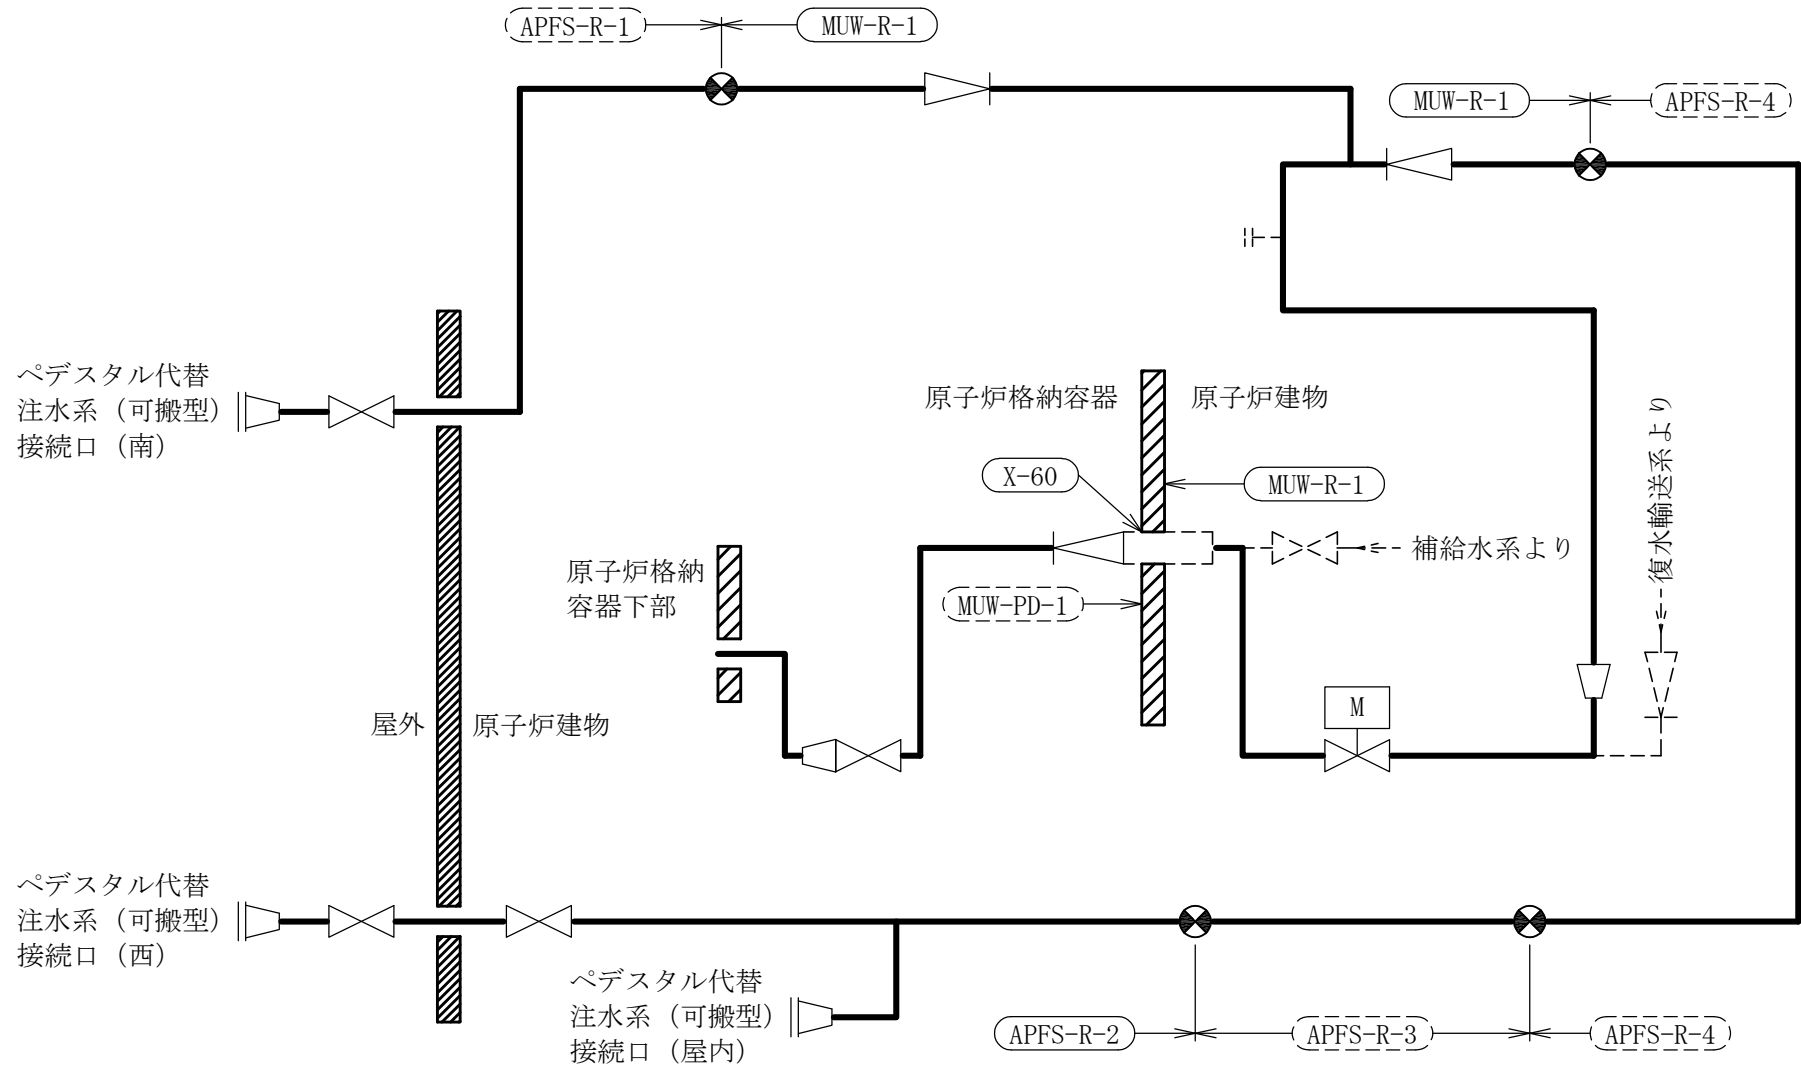 APFS-R-1
MUW-R-1
MUW-R-1
APFS-R-4
ペデスタル代替
注水系（可搬型）
接続口（南）
原子炉格納容器
原子炉建物
X-60
MUW-R-1
補給水系より
復水輸送系より
原子炉格納
容器下部
MUW-PD-1
M
屋外
原子炉建物
ペデスタル代替
注水系（可搬型）
接続口（西）
ペデスタル代替
注水系（可搬型）
接続口（屋内）
APFS-R-2
APFS-R-3
APFS-R-4